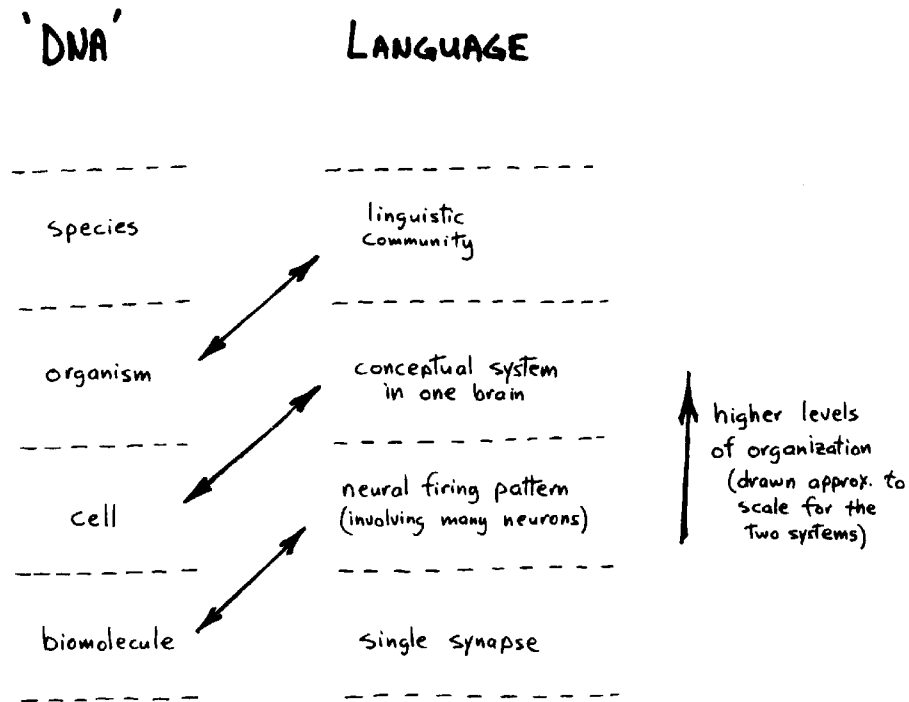 'DNA'
LANGUAGE
species
linguistic
community
organism
conceptual system
in one brain
cell
neural firing pattern
(involving many neurons)
biomolecule
single synapse
higher levels
of organization
(drawn approx. to
scale for the
two systems)